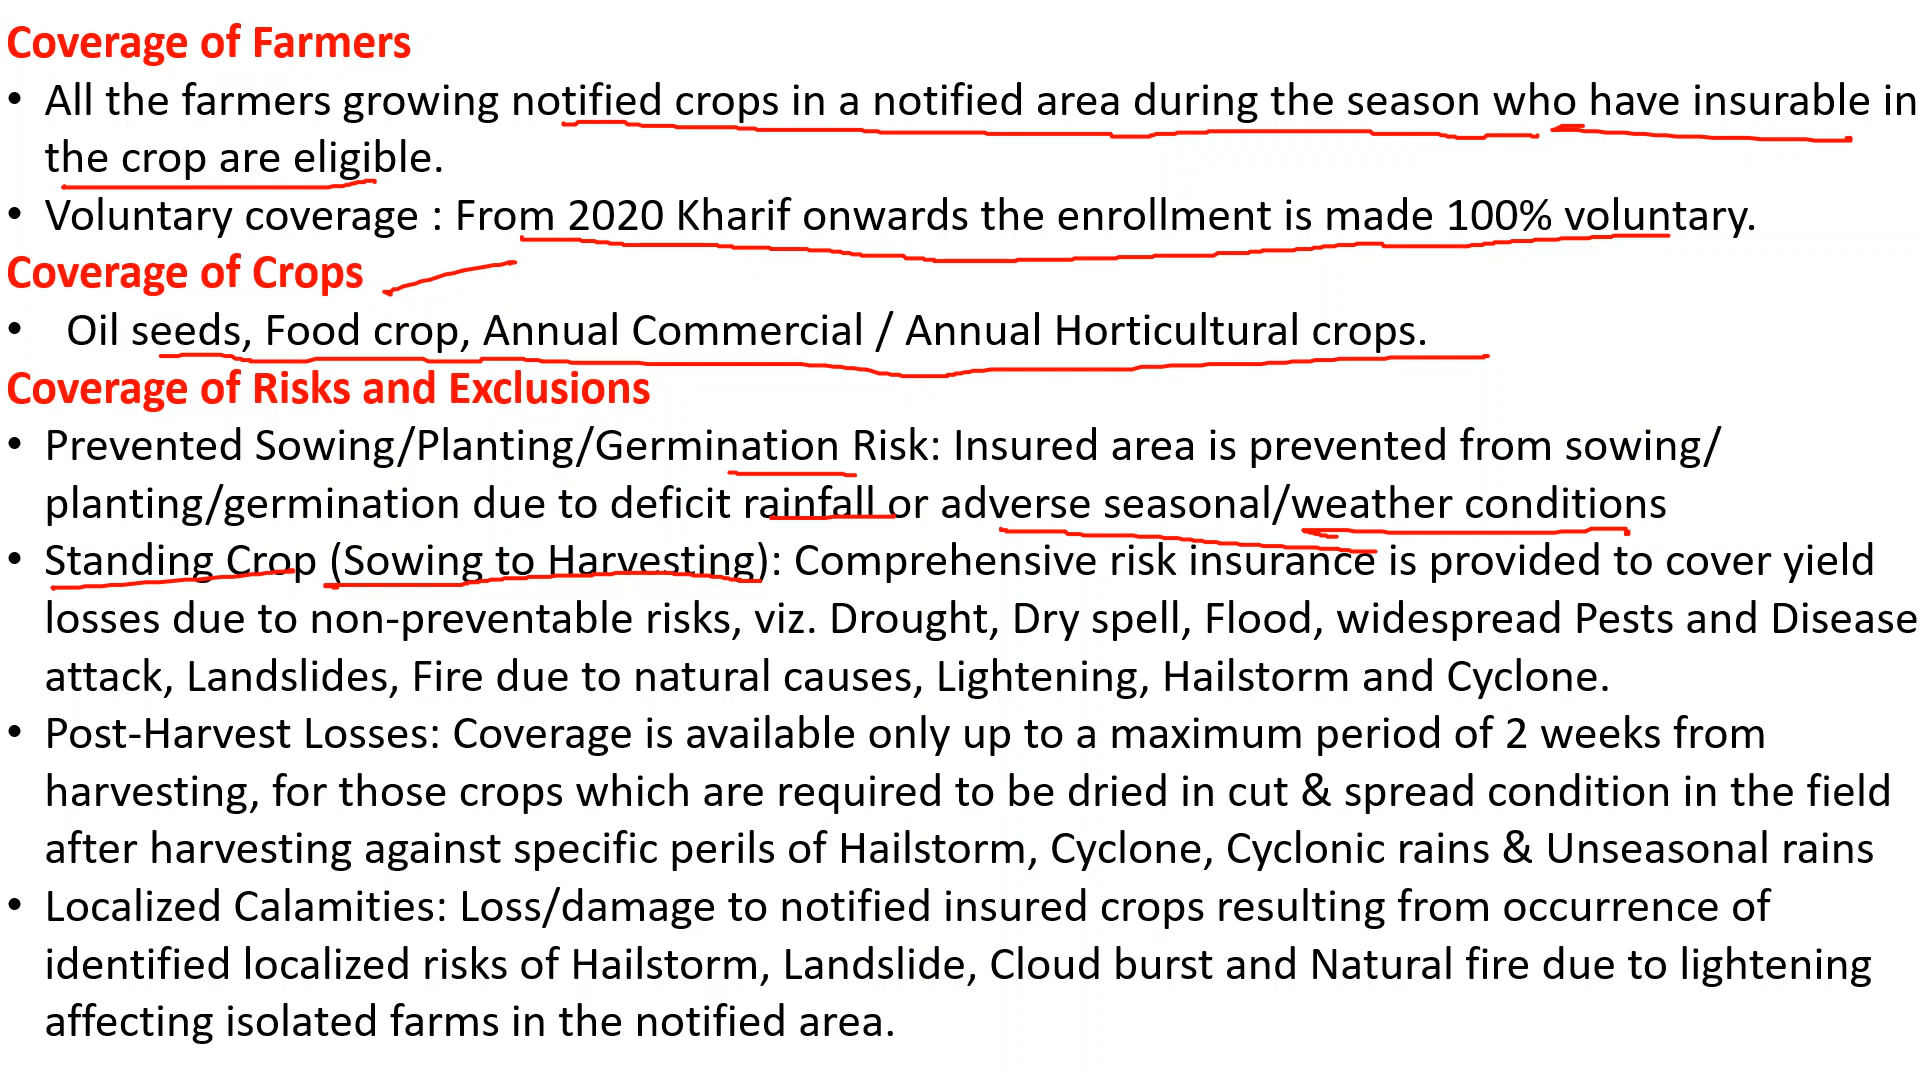 Coverage of Farmers
• All the farmers growing notified crops in a notified area during the season who have insurable in
the crop are eligible.
• Voluntary coverage : From 2020 Kharif onwards the enrollment is made 100% voluntary.
Coverage of Crops
• Oil seeds, Food crop, Annual Commercial / Annual Horticultural crops.
Coverage of Risks and Exclusions
• Prevented Sowing/Planting/Germination Risk: Insured area is prevented from sowing/
planting/germination due to deficit rainfall or adverse seasonal/weather conditions
• Standing Crop (Sowing to Harvesting): Comprehensive risk insurance is provided to cover yield
losses due to non-preventable risks, viz. Drought, Dry spell, Flood, widespread Pests and Disease
attack, Landslides, Fire due to natural causes, Lightening, Hailstorm and Cyclone.
• Post-Harvest Losses: Coverage is available only up to a maximum period of 2 weeks from
harvesting, for those crops which are required to be dried in cut & spread condition in the field
after harvesting against specific perils of Hailstorm, Cyclone, Cyclonic rains & Unseasonal rains
• Localized Calamities: Loss/damage to notified insured crops resulting from occurrence of
identified localized risks of Hailstorm, Landslide, Cloud burst and Natural fire due to lightening
affecting isolated farms in the notified area.